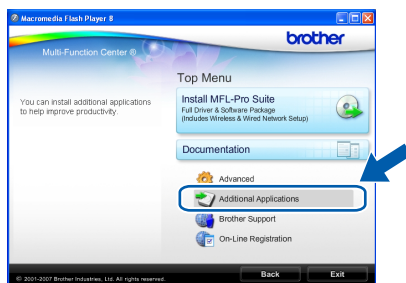 Macromedia Flash Player 8
brother
Multi-Function Center ®
Top Menu
You can install additional applications
to help improve productivity.
Install MFL-Pro Suite
Full Driver & Software Package
(Includes Wireless & Wired Network Setup)
Documentation
Advanced
Additional Applications
Brother Support
On-Line Registration
© 2001-2007 Brother Industries, Ltd. All rights reserved.
Back
Exit